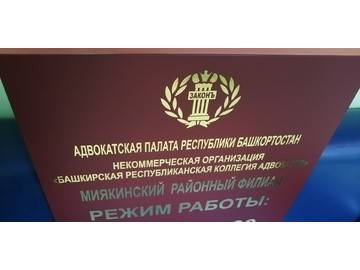 ЗАКОНЪ
АДВОКАТСКАЯ ПАЛАТА РЕСПУБЛИКИ БАШКОРТОСТАН
НЕКОММЕРЧЕСКАЯ ОРГАНИЗАЦИЯ
«БАШКИРСКАЯ РЕСПУБЛИКАНСКАЯ КОЛЛЕГИЯ АДВОКАТОВ»
МИЯКИНСКИЙ РАЙОННЫЙ ФИЛИАЛ
РЕЖИМ РАБОТЫ: